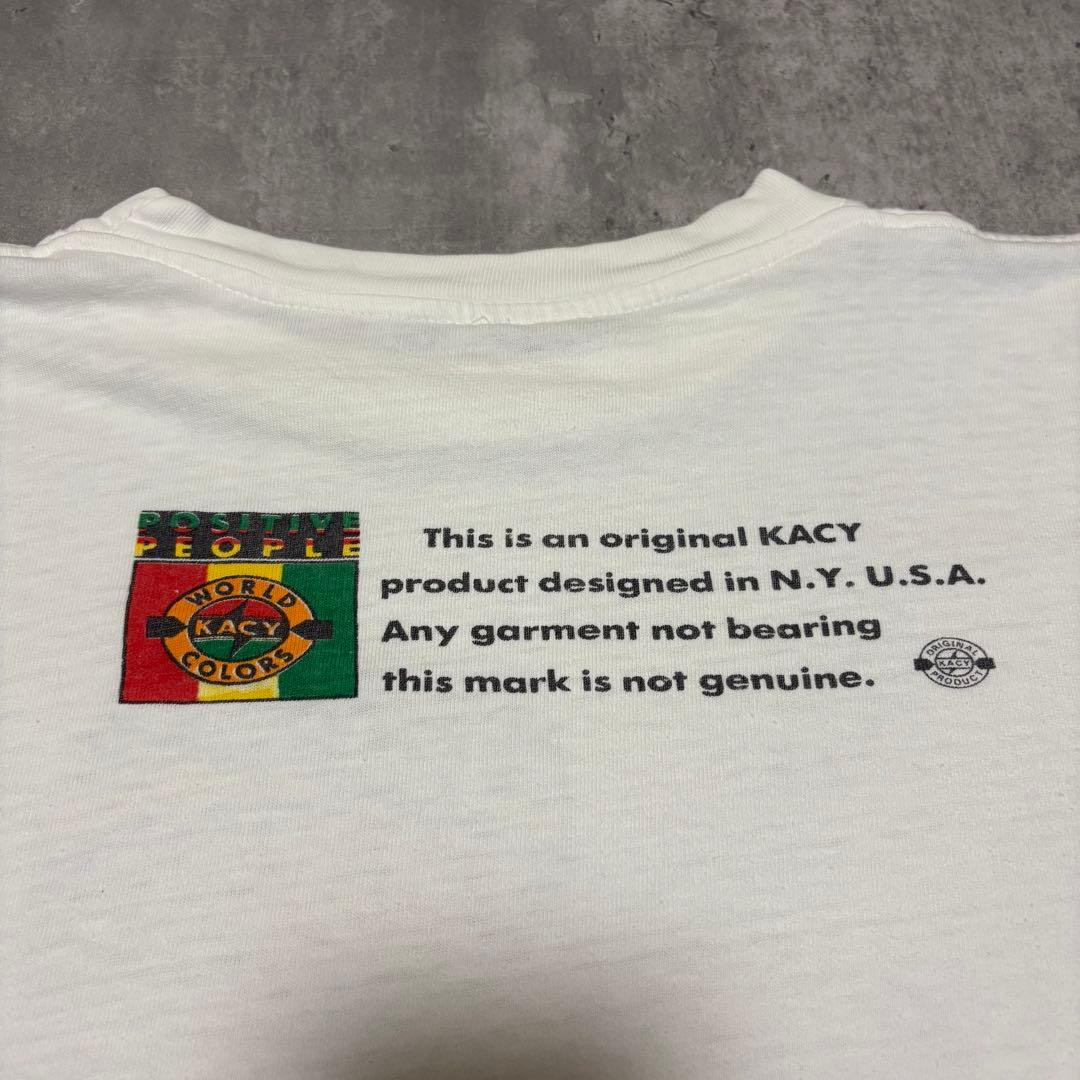 POSITIVE
PEOPLE
WORLD
KACY
COLORS
This is an original KACY
product designed in N.Y. U.S.A.
Any garment not bearing
this mark is not genuine.
ORIGINAL
KACY
PRODUCT